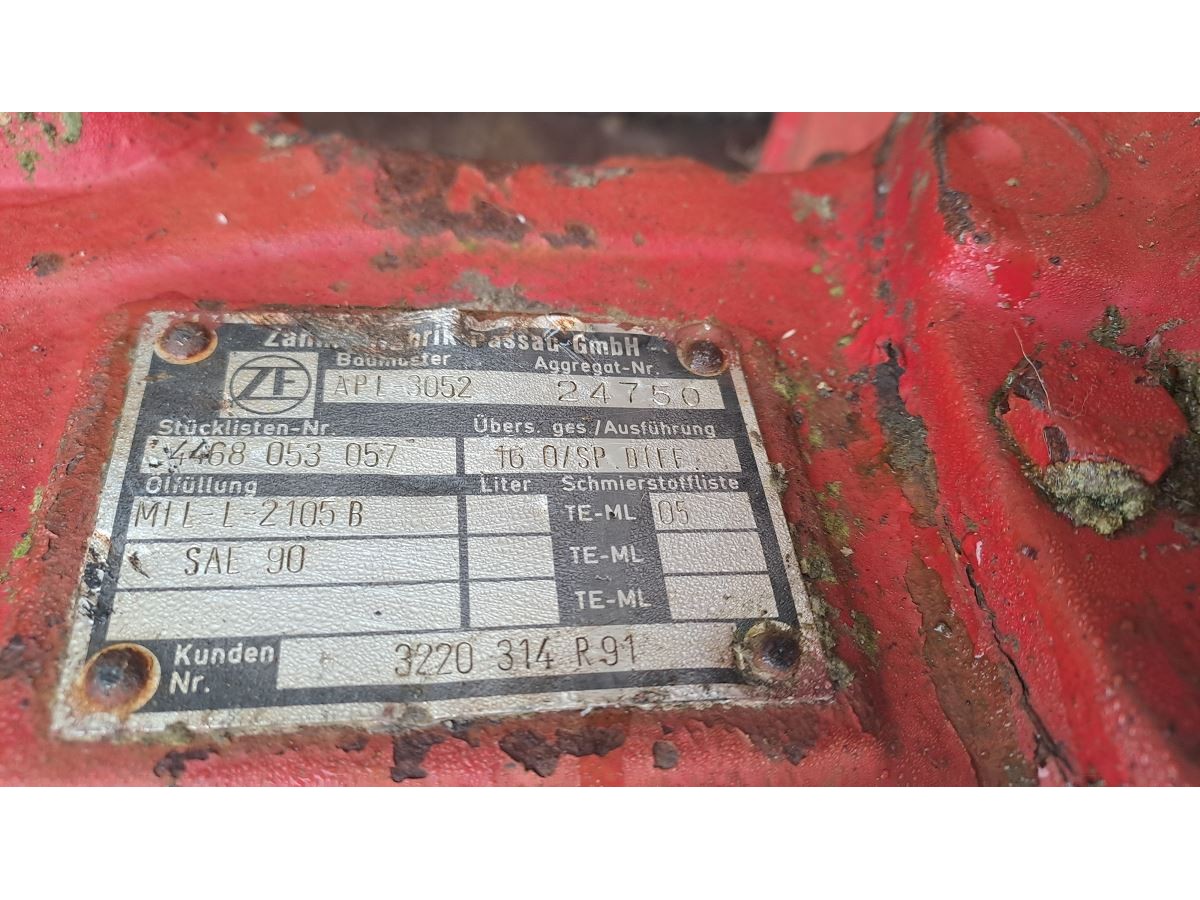 Passau GmbH
Baumuster Aggregat-Nr.
ZF APL 3052 24750
Stücklisten-Nr. Übers. ges./Ausführung
4468 053 057 16 0/SP. DIFF.
Ölfüllung Liter Schmierstoffliste
MIL-L-2105 B TE-ML 05
SAE 90 TE-ML
TE-ML
Kunden 3220 314 R91
Nr.